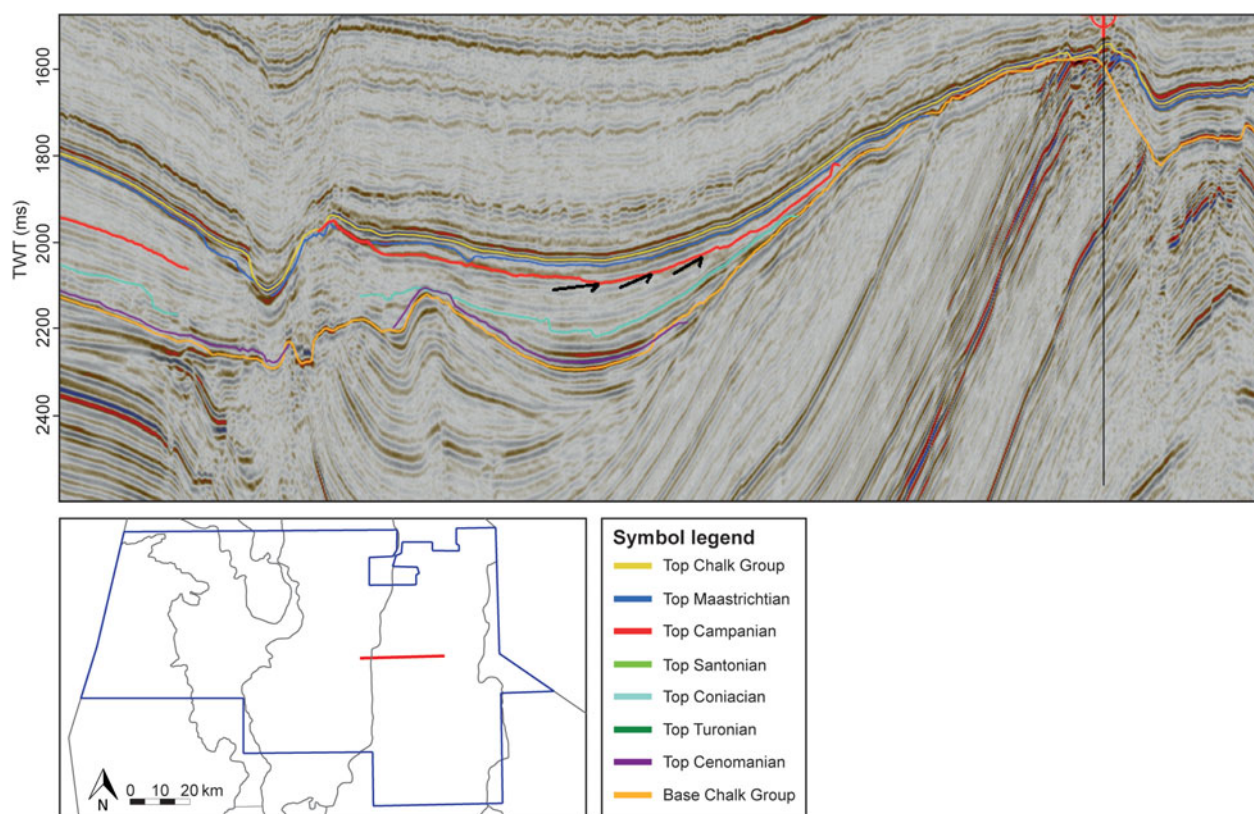 TWT (ms)
1600
1800
2000
2200
2400
N
0 10 20 km
Symbol legend
Top Chalk Group
Top Maastrichtian
Top Campanian
Top Santonian
Top Coniacian
Top Turonian
Top Cenomanian
Base Chalk Group